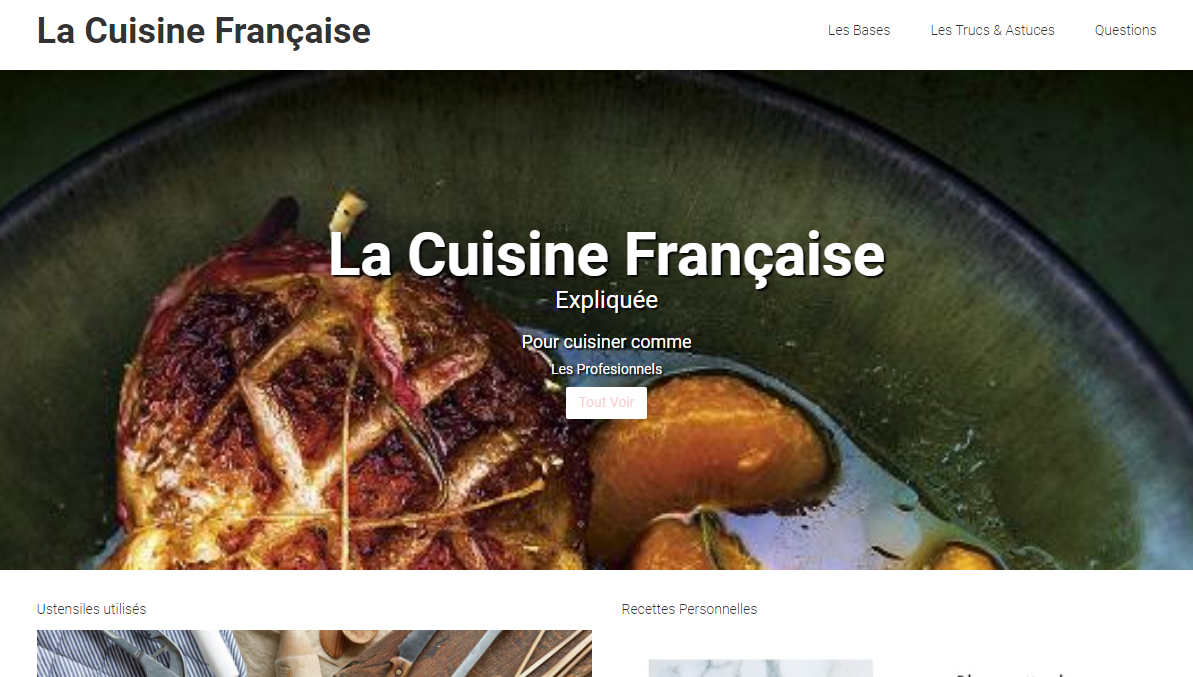 La Cuisine Française
Les Bases
Les Trucs & Astuces
Questions
La Cuisine Française
Expliquée
Pour cuisiner comme
Les Profesionnels
Tout Voir
Ustensiles utilisés
Recettes Personnelles